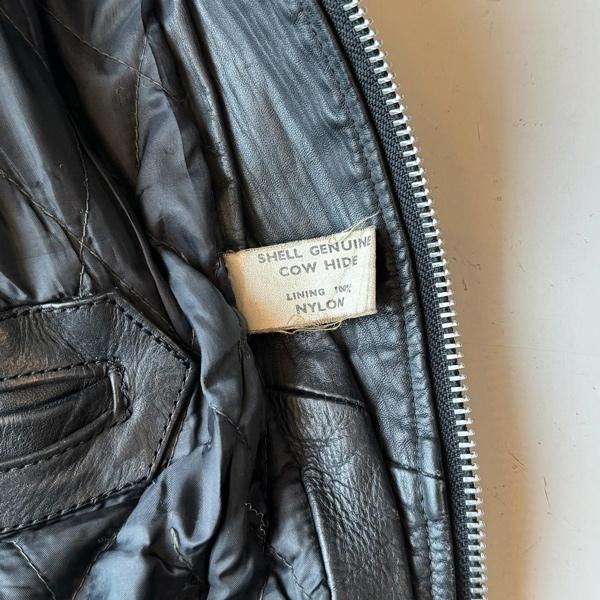 SHELL GENUINE
COW HIDE
LINING 100%
NYLON